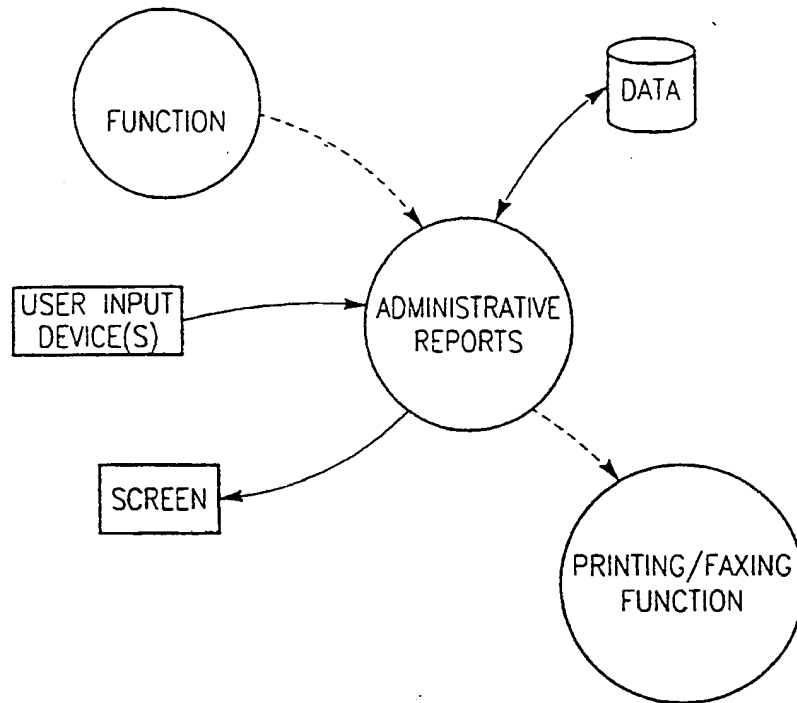 FUNCTION
DATA
USER INPUT
DEVICE(S)
ADMINISTRATIVE
REPORTS
SCREEN
PRINTING/FAXING
FUNCTION